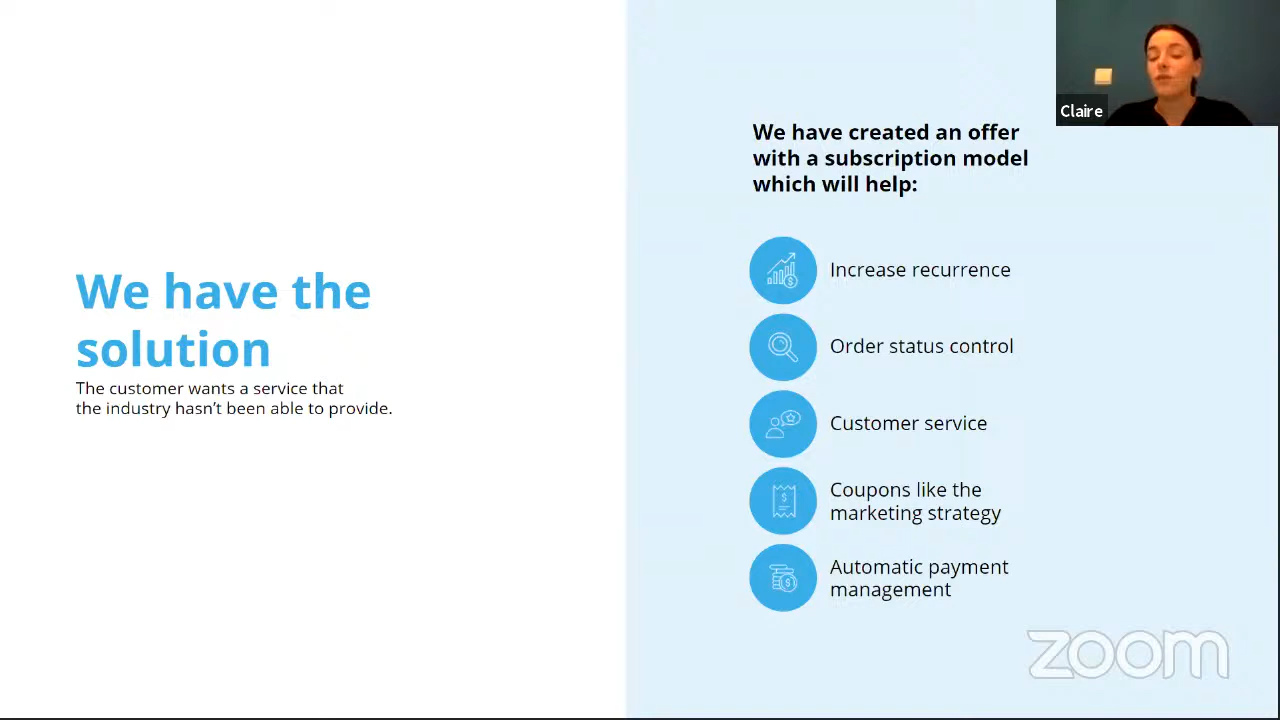 We have the
solution
The customer wants a service that
the industry hasn't been able to provide.
We have created an offer
with a subscription model
which will help:
Increase recurrence
Order status control
Customer service
Coupons like the
marketing strategy
Automatic payment
management
Claire
zoom